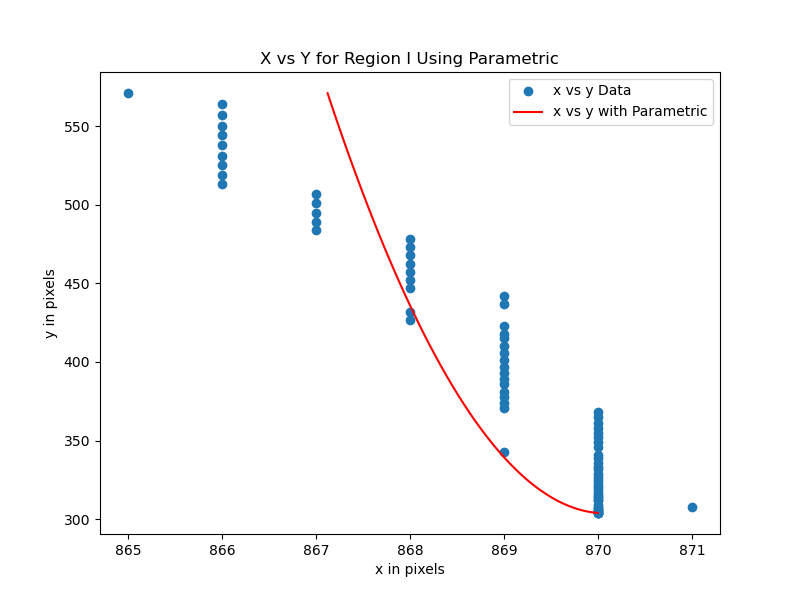 X vs Y for Region I Using Parametric
x vs y Data
x vs y with Parametric
y in pixels
550
500
450
400
350
300
865 866 867 868 869 870 871
x in pixels